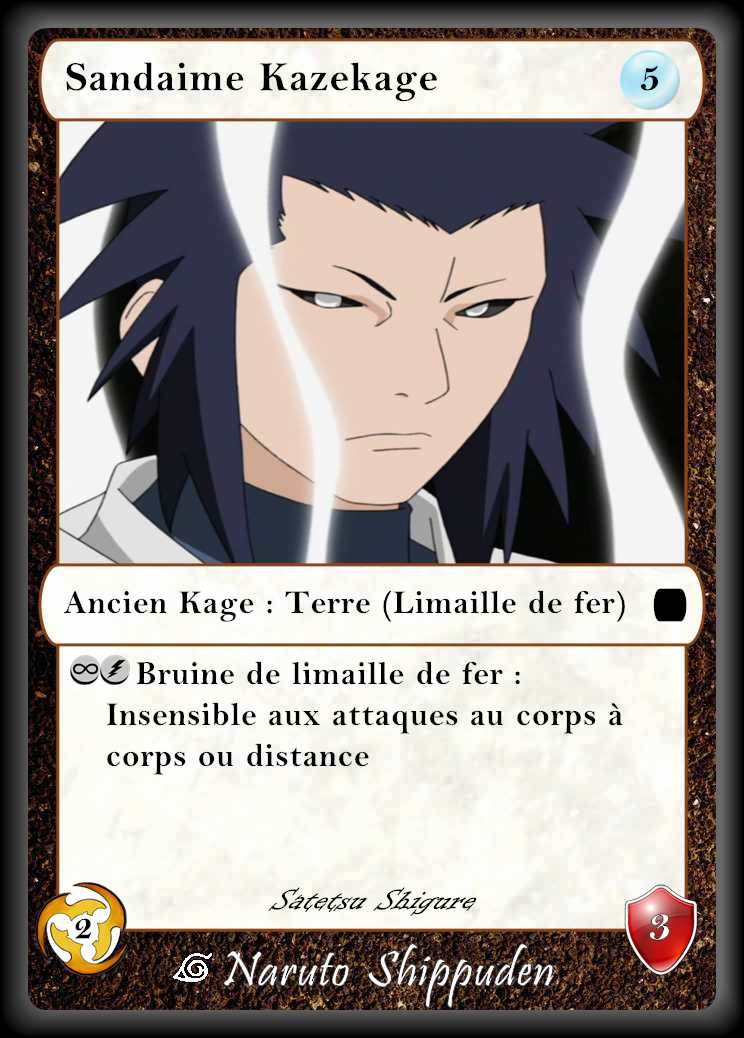 Sandaime Kazekage
5
Ancien Kage : Terre (Limaille de fer)
∞ Bruine de limaille de fer :
Insensible aux attaques au corps à
corps ou distance
Satetsu Shigure
2
3
Naruto Shippuden